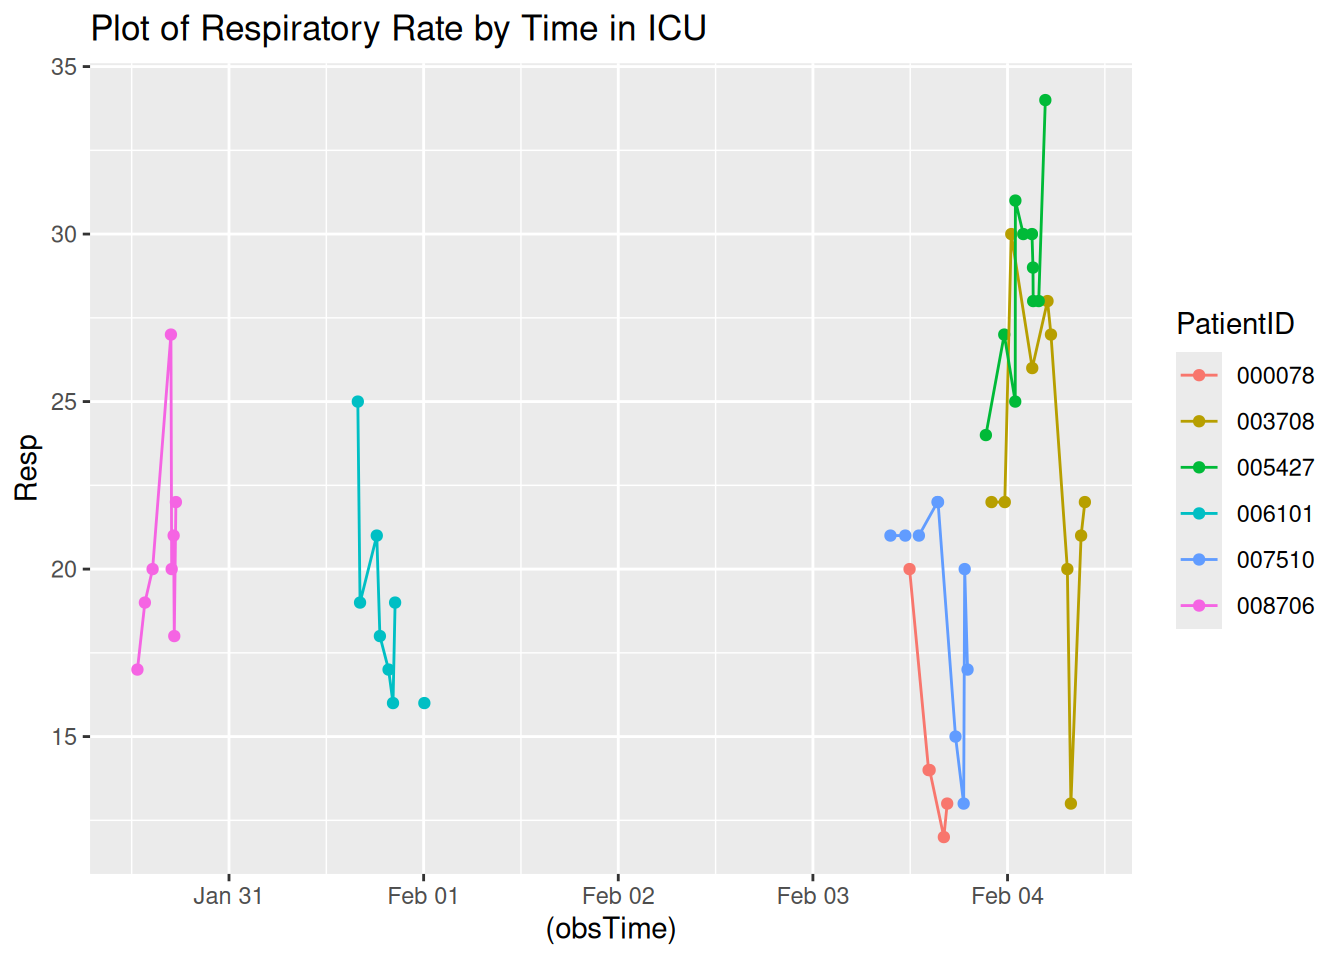 Plot of Respiratory Rate by Time in ICU
35
30
25
20
15
Resp
Jan 31
Feb 01
Feb 02
Feb 03
Feb 04
(obsTime)
PatientID
000078
003708
005427
006101
007510
008706